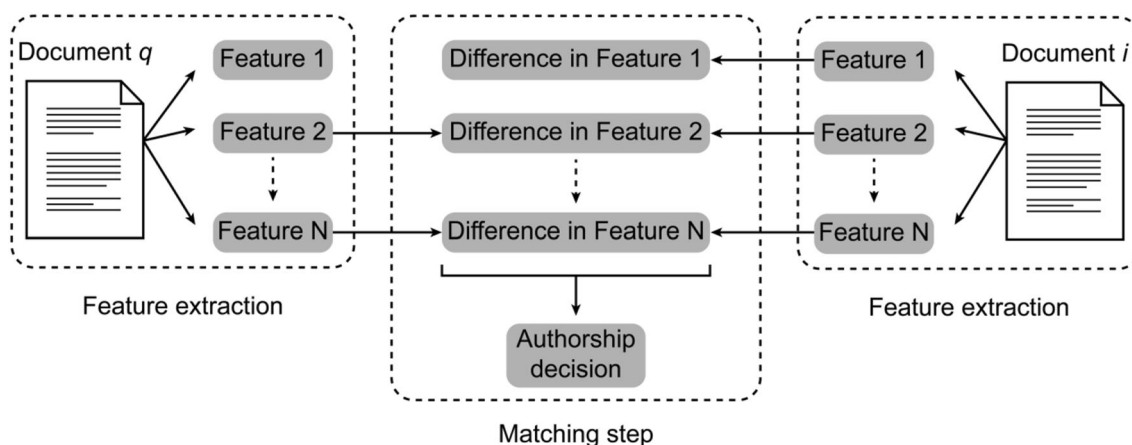 Document q
Feature 1
Feature 2
Feature N
Feature extraction
Difference in Feature 1
Difference in Feature 2
Difference in Feature N
Authorship
decision
Matching step
Feature 1
Feature 2
Feature N
Document i
Feature extraction